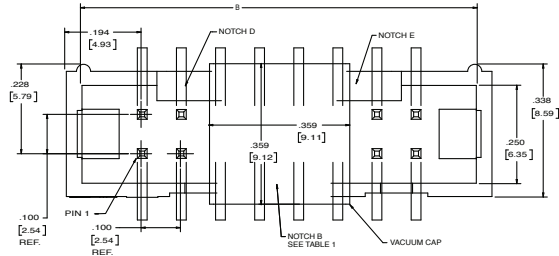 B
.194
[4.93]
NOTCH D
NOTCH E
.228
[5.79]
.338
[8.59]
.359
[9.11]
.250
[6.35]
.359
[9.12]
.100
[2.54]
REF.
PIN 1
.100
[2.54]
REF.
NOTCH B
SEE TABLE 1
VACUUM CAP